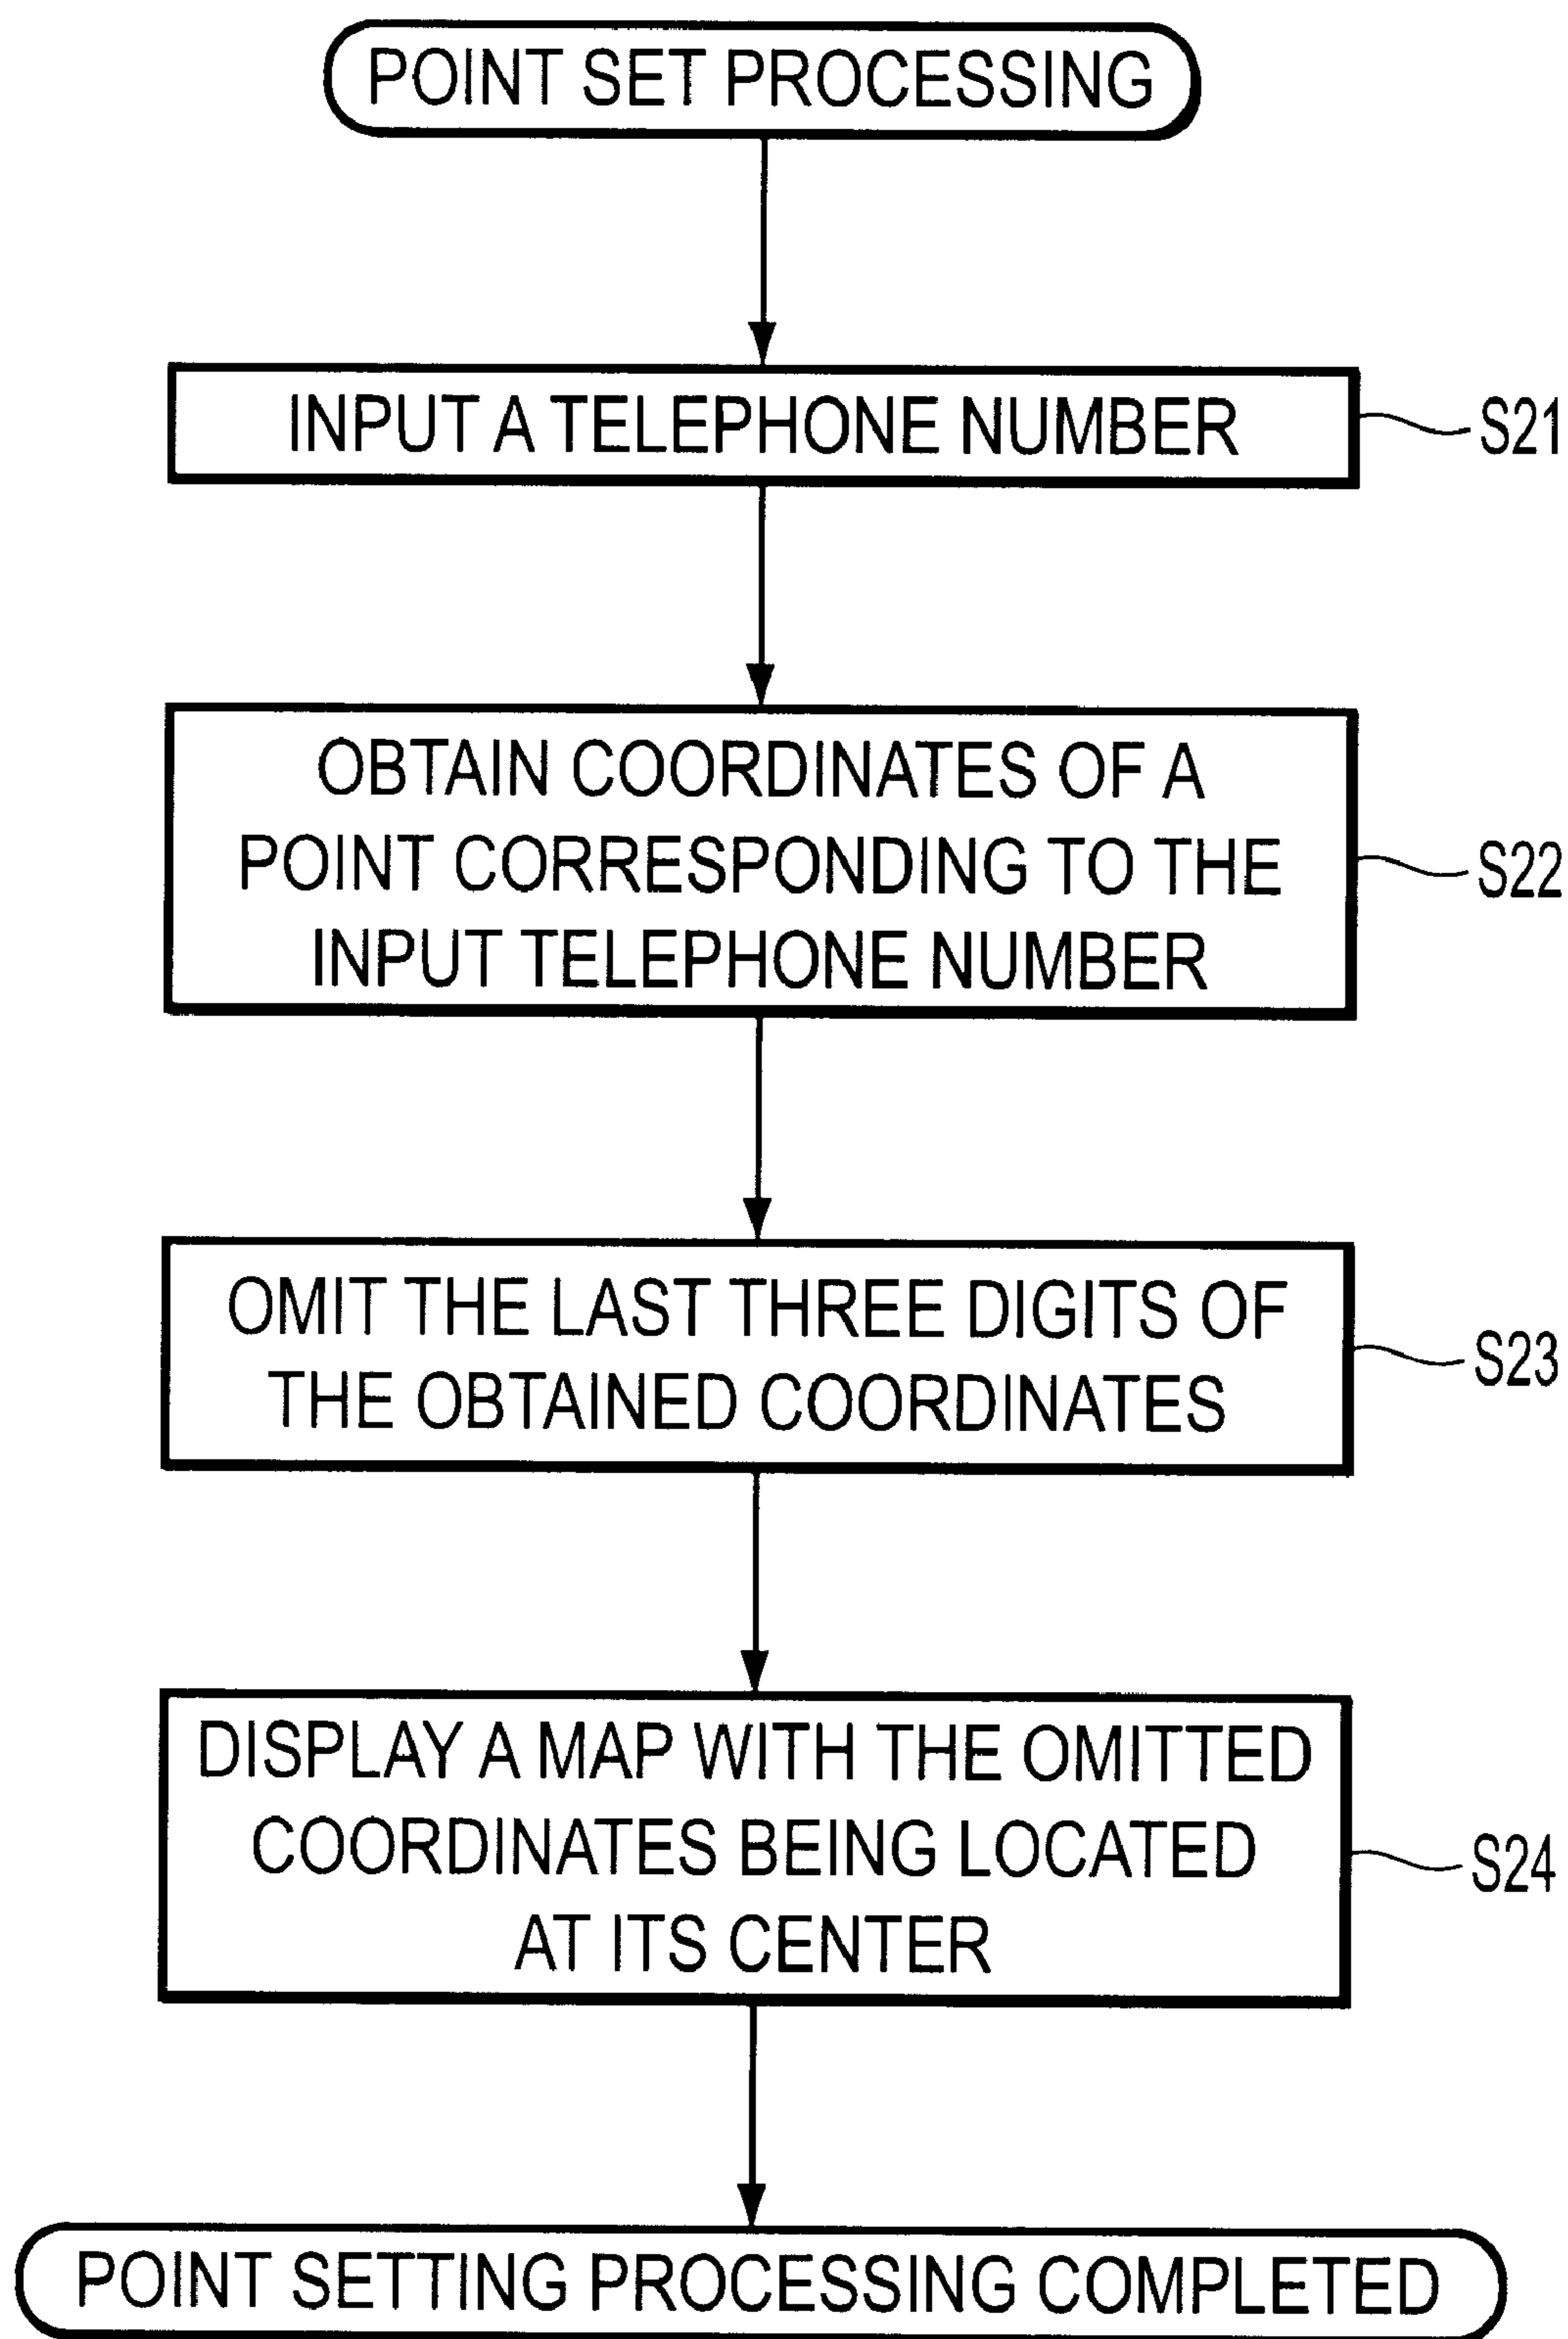 POINT SET PROCESSING
INPUT A TELEPHONE NUMBER
S21
OBTAIN COORDINATES OF A
POINT CORRESPONDING TO THE
INPUT TELEPHONE NUMBER
S22
OMIT THE LAST THREE DIGITS OF
THE OBTAINED COORDINATES
S23
DISPLAY A MAP WITH THE OMITTED
COORDINATES BEING LOCATED
AT ITS CENTER
S24
POINT SETTING PROCESSING COMPLETED